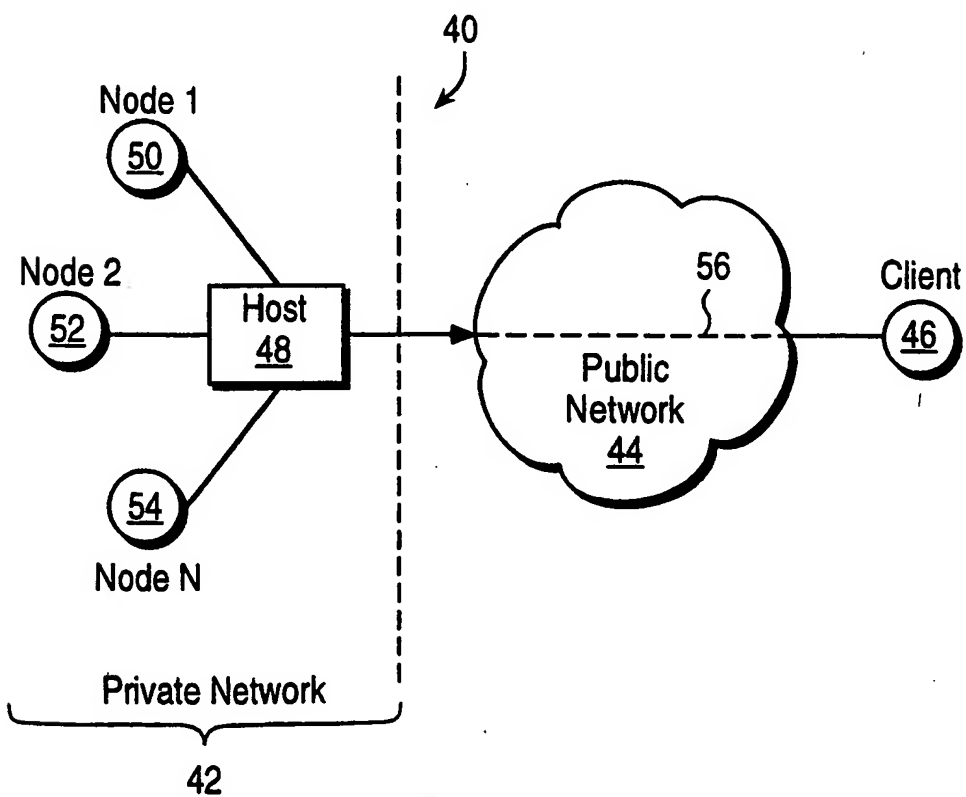 40
Node 1
50
Node 2
52
Host
48
56
Client
46
Public
Network
44
54
Node N
Private Network
42